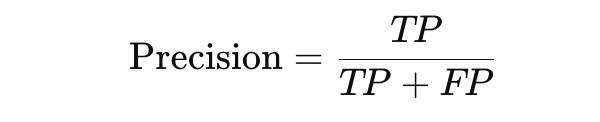 Precision = TP / TP + FP